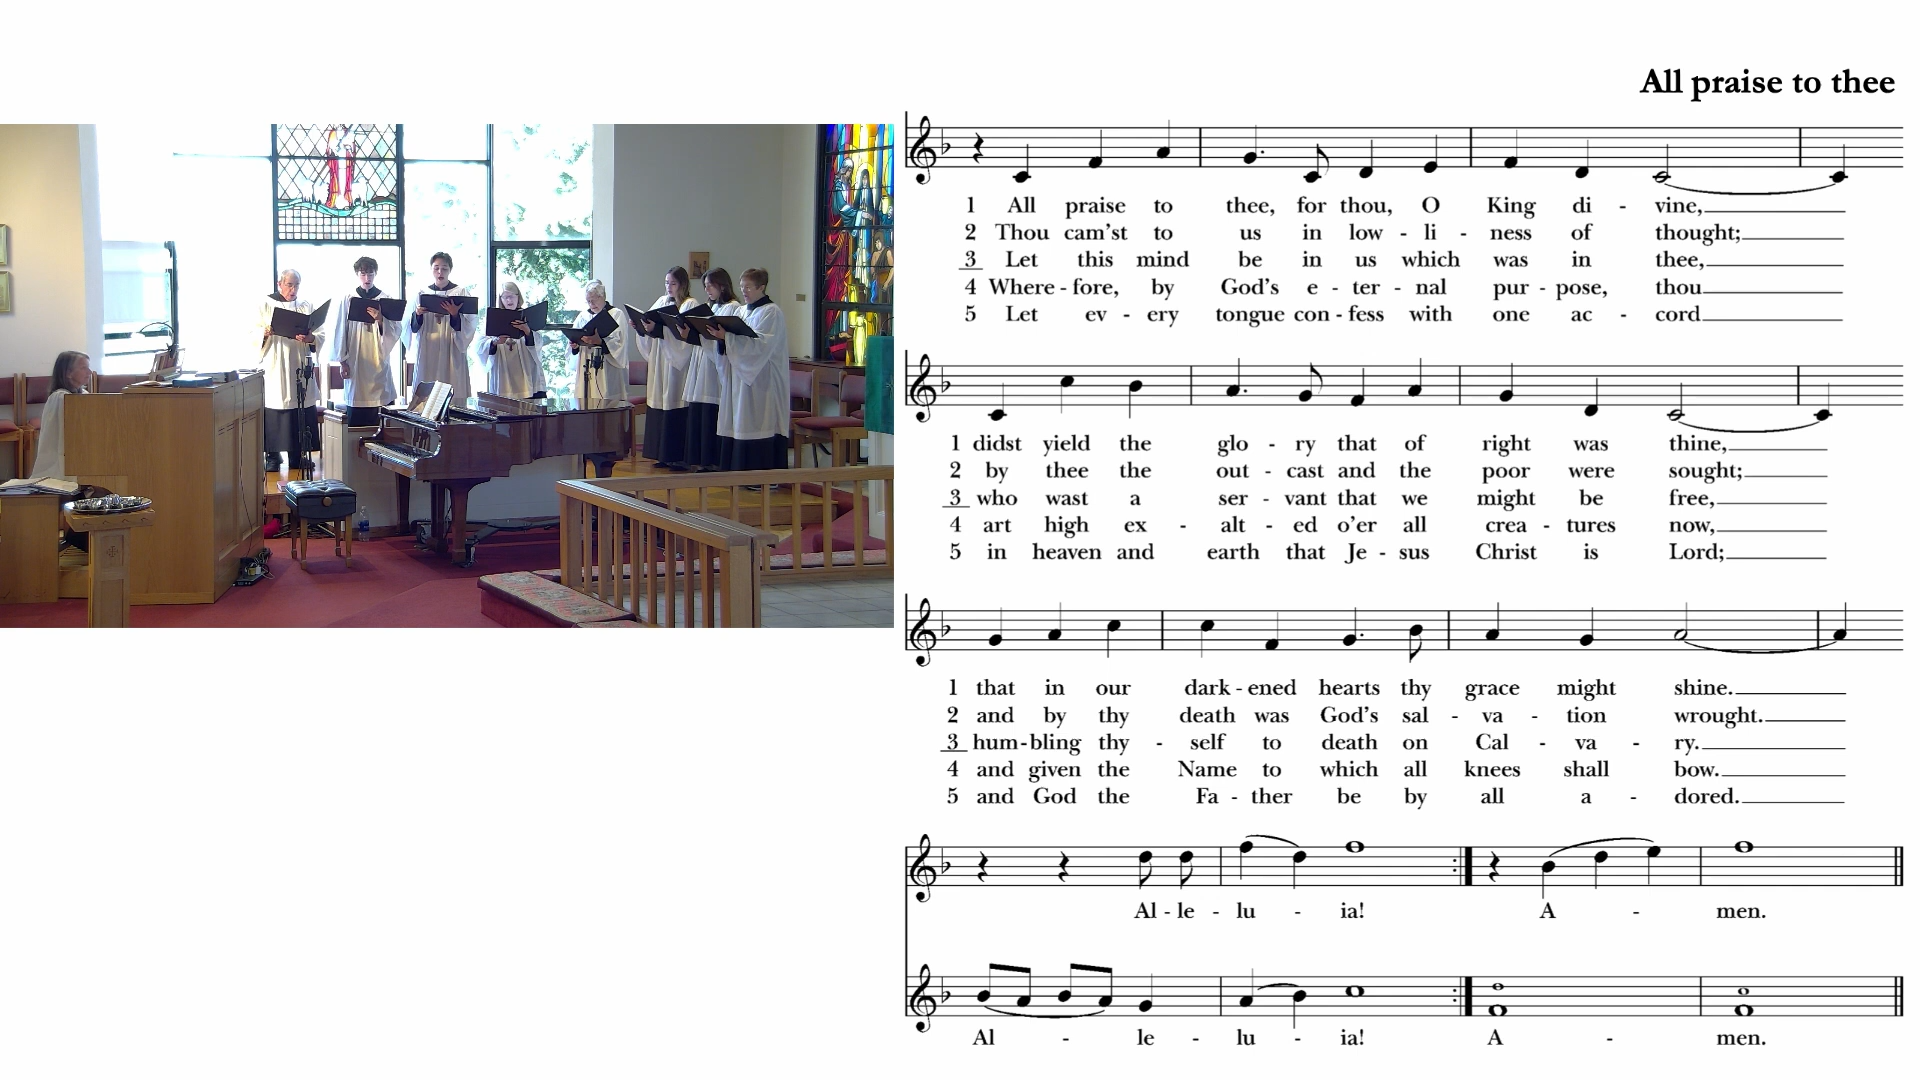 All praise to thee
1 All praise to thee, for thou, O King di - vine,
2 Thou cam'st to us in low - li - ness of thought;
3 Let this mind be in us which was in thee,
4 Where - fore, by God's e - ter - nal pur - pose, thou
5 Let ev - ery tongue con - fess with one ac - cord
1 didst yield the glo - ry that of right was thine,
2 by thee the out - cast and the poor were sought;
3 who wast a ser - vant that we might be free,
4 art high ex - alt - ed o'er all crea - tures now,
5 in heaven and earth that Je - sus Christ is Lord;
1 that in our dark - ened hearts thy grace might shine.
2 and by thy death was God's sal - va - tion wrought.
3 hum - bling thy - self to death on Cal - va - ry.
4 and given the Name to which all knees shall bow.
5 and God the Fa - ther be by all a - dored.
Al - le - lu - ia! A - men.
Al - le - lu - ia! A - men.